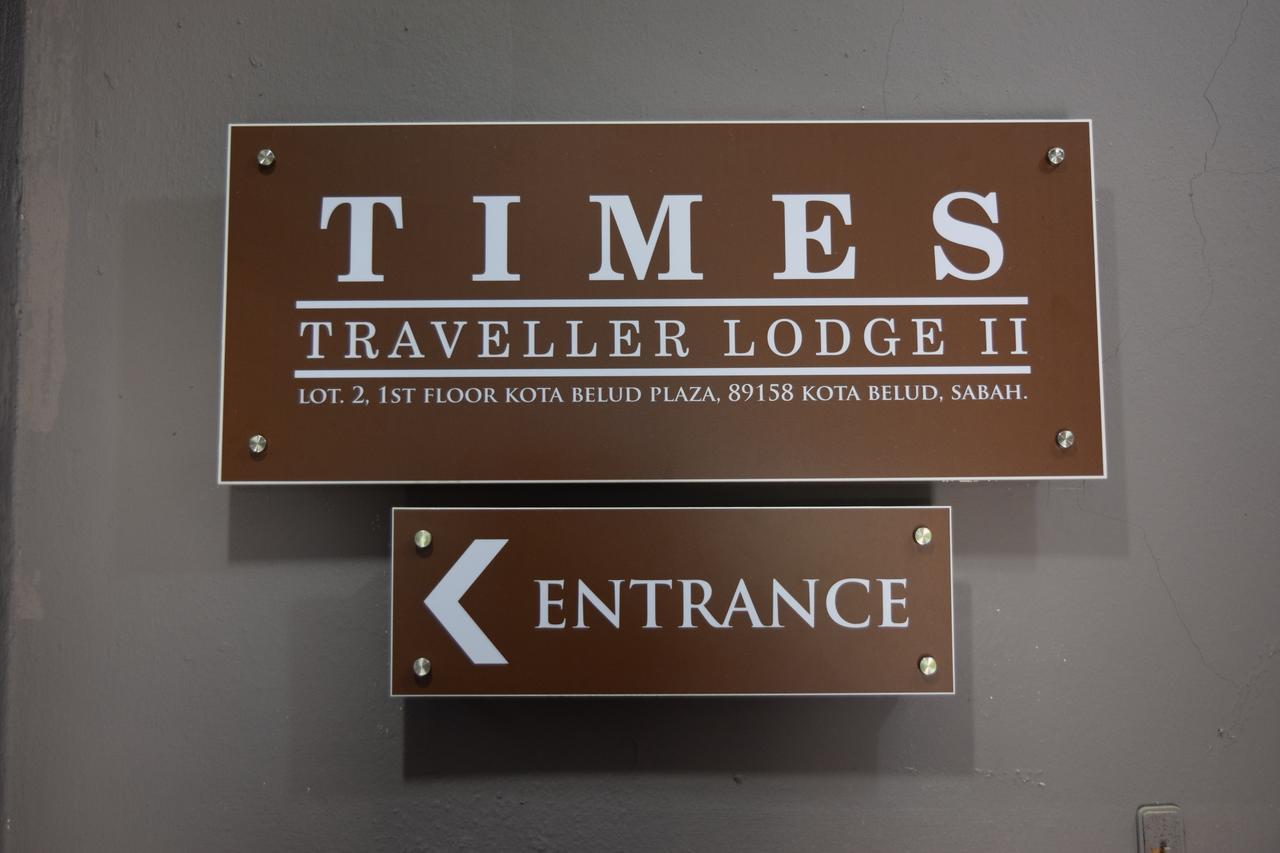 TIMES
TRAVELLER LODGE II
LOT. 2, 1ST FLOOR KOTA BELUD PLAZA, 89158 KOTA BELUD, SABAH.
ENTRANCE